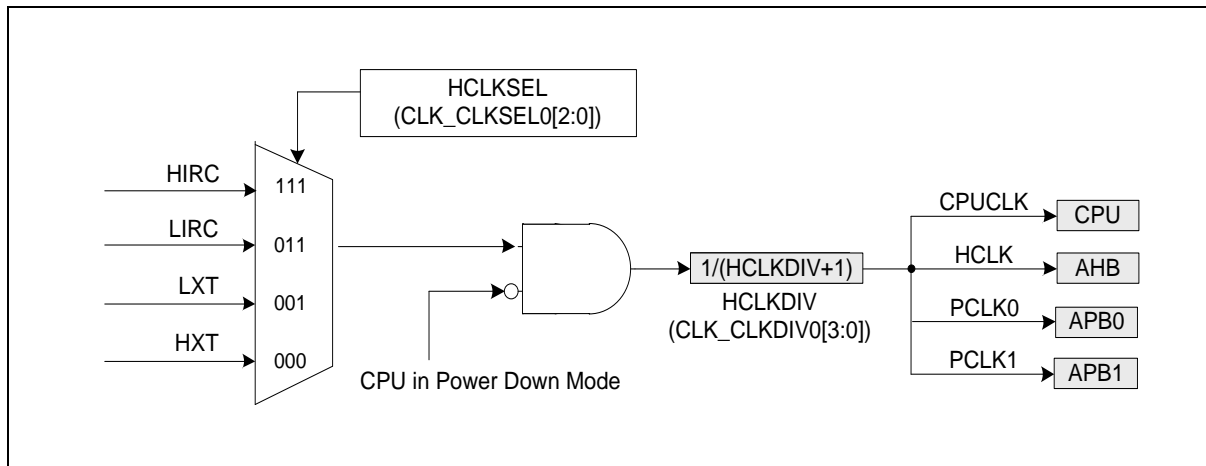 HCLKSEL
(CLK_CLKSEL0[2:0])
HIRC
111
LIRC
011
LXT
001
HXT
000
CPU in Power Down Mode
1/(HCLKDIV+1)
HCLKDIV
(CLK_CLKDIV0[3:0])
CPUCLK
CPU
HCLK
AHB
PCLK0
APB0
PCLK1
APB1